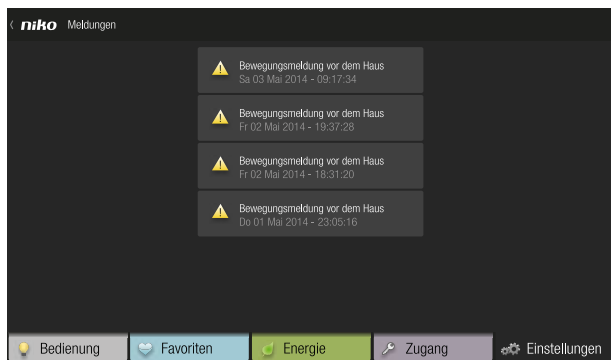 niko Meldungen
Bewegungsmeldung vor dem Haus
Sa 03 Mai 2014 - 09:17:34
Bewegungsmeldung vor dem Haus
Fr 02 Mai 2014 - 19:37:28
Bewegungsmeldung vor dem Haus
Fr 02 Mai 2014 - 18:31:20
Bewegungsmeldung vor dem Haus
Do 01 Mai 2014 - 23:05:16
Bedienung Favoriten Energie Zugang Einstellungen